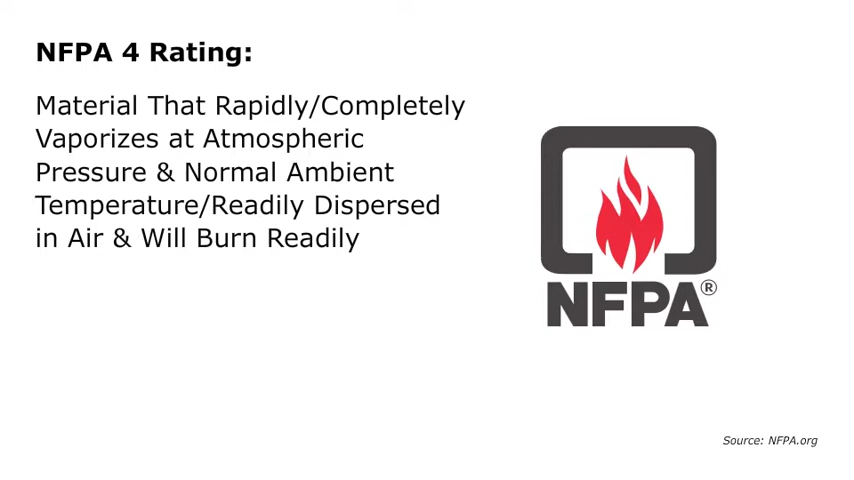 NFPA 4 Rating:
Material That Rapidly/Completely
Vaporizes at Atmospheric
Pressure & Normal Ambient
Temperature/Readily Dispersed
in Air & Will Burn Readily
NFPA®
Source: NFPA.org